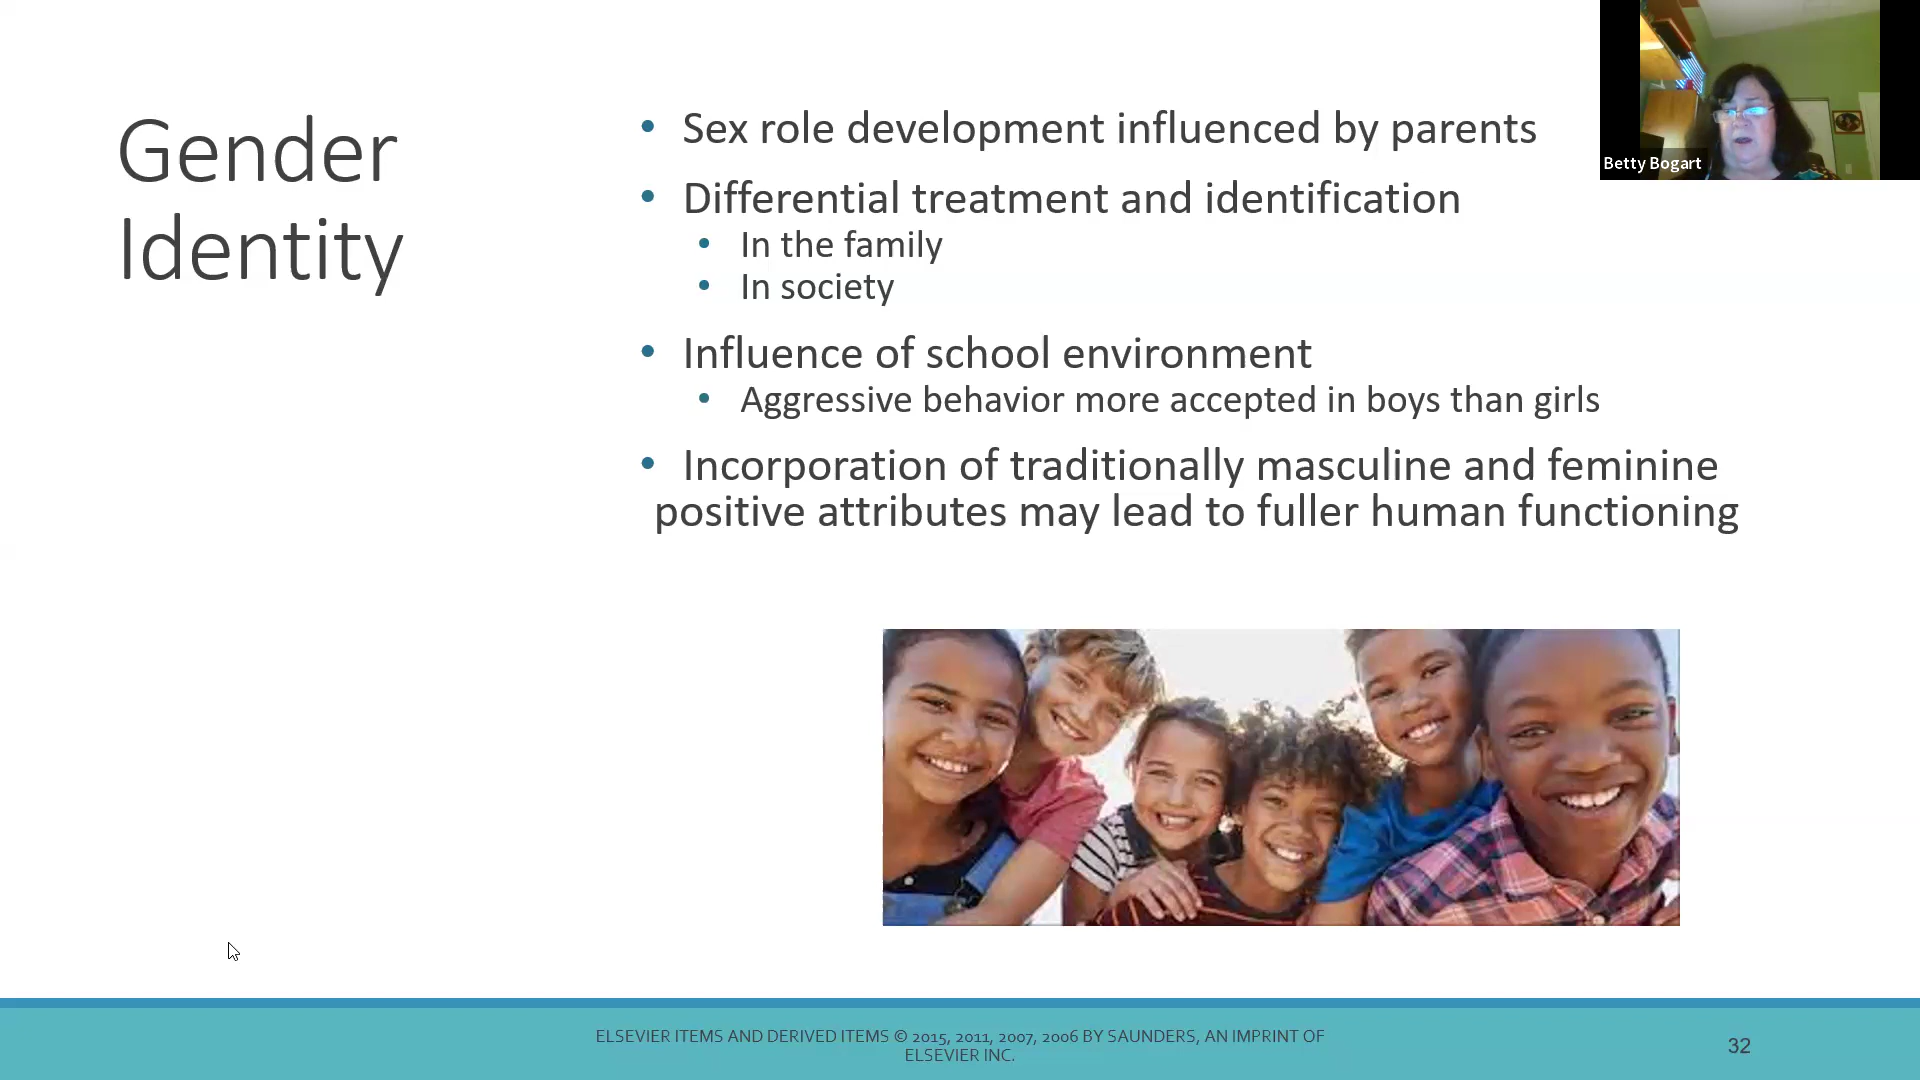 Gender
Identity
• Sex role development influenced by parents
• Differential treatment and identification
• In the family
• In society
• Influence of school environment
• Aggressive behavior more accepted in boys than girls
• Incorporation of traditionally masculine and feminine
positive attributes may lead to fuller human functioning
Betty Bogart
ELSEVIER ITEMS AND DERIVED ITEMS © 2015, 2011, 2007, 2006 BY SAUNDERS, AN IMPRINT OF
ELSEVIER INC.
32